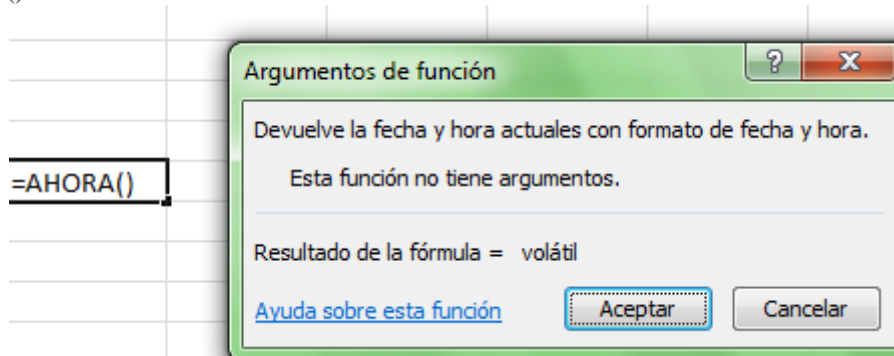 ()
Argumentos de función
Devuelve la fecha y hora actuales con formato de fecha y hora.
=AHORA()
Esta función no tiene argumentos.
Resultado de la fórmula = volátil
Ayuda sobre esta función
Aceptar
Cancelar